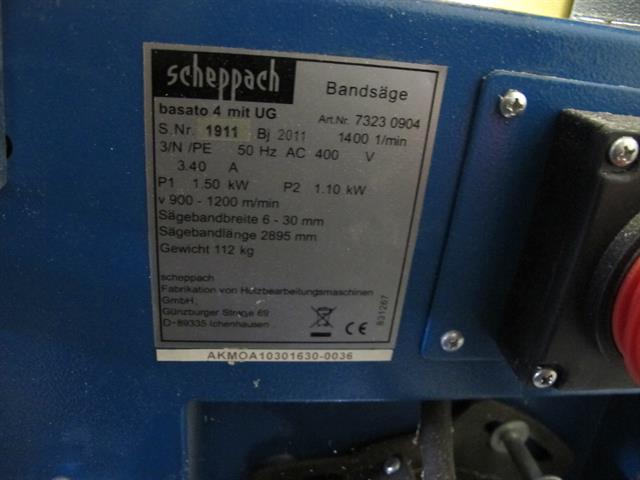 scheppach Bandsäge
basato 4 mit UG Art.Nr. 7323 0904
S.Nr. 1911 Bj 2011 1400 1/min
3/N /PE 50 Hz AC 400 V
3.40 A
P1 1.50 kW P2 1.10 kW
v 900 - 1200 m/min
Sägebandbreite 6 - 30 mm
Sägebandlänge 2895 mm
Gewicht 112 kg
scheppach
Fabrikation von Holzbearbeitungsmaschinen
GmbH.
Günzburger Strasse 69
D-89335 Ichenhausen
CE
831267
AKMOA10301630-0036